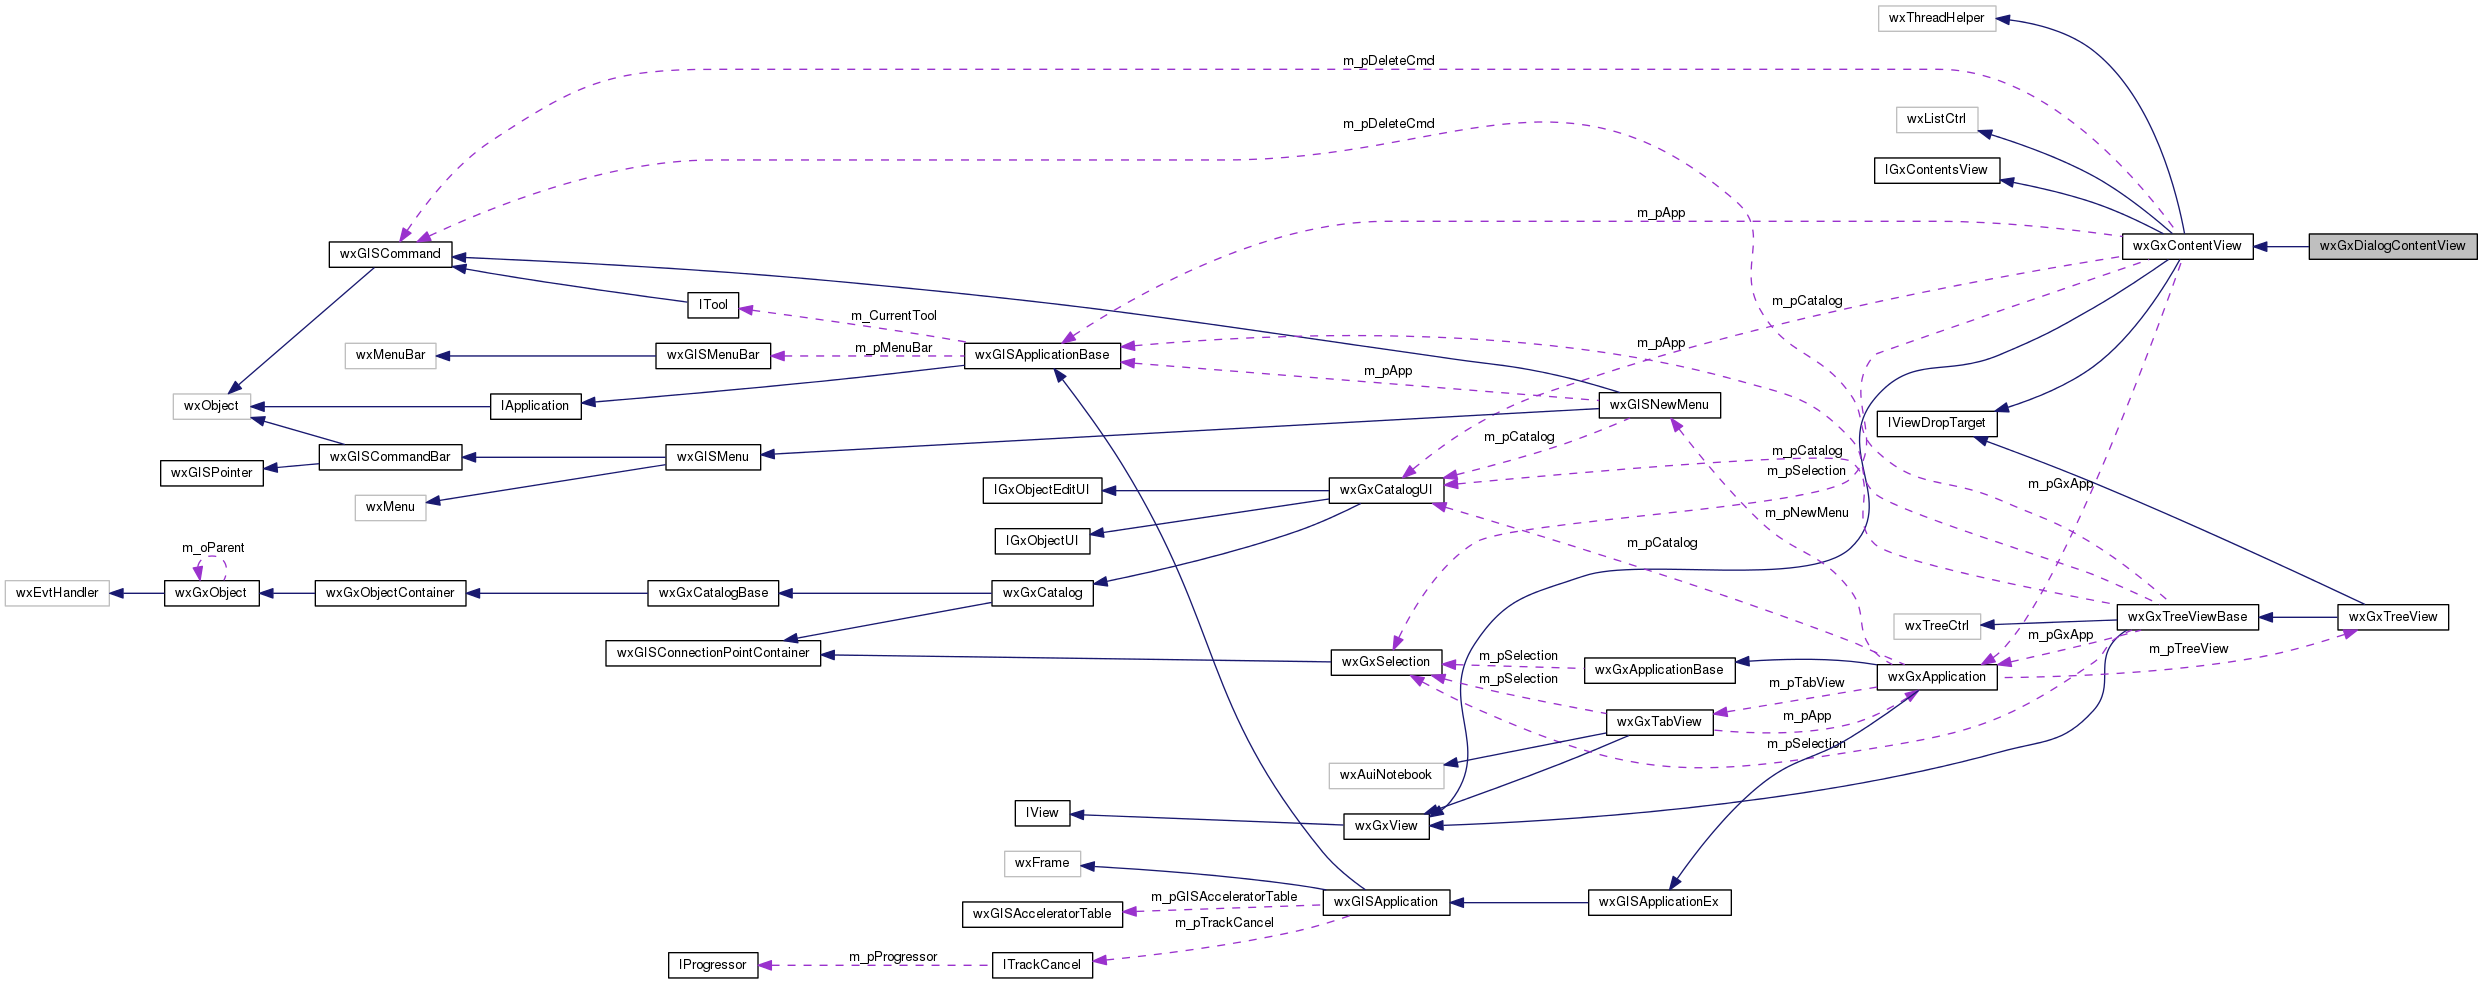 wxThreadHelper
m_pDeleteCmd
wxListCtrl
m_pDeleteCmd
IGxContentsView
m_pApp
wxGISCommand
wxGxContentView
wxGxDialogContentView
ITool
m_CurrentTool
m_pCatalog
wxMenuBar
wxGISMenuBar
m_pMenuBar
wxGISApplicationBase
m_pApp
m_pApp
wxObject
IApplication
wxGISNewMenu
IViewDropTarget
m_pCatalog
wxGISPointer
wxGISCommandBar
wxGISMenu
m_pCatalog
m_pSelection
wxMenu
IGxObjectEditUI
wxGxCatalogUI
m_pGxApp
m_pNewMenu
IGxObjectUI
m_pCatalog
m_oParent
wxEvtHandler
wxGxObject
wxGxObjectContainer
wxGxCatalogBase
wxGxCatalog
wxTreeCtrl
wxGxTreeViewBase
wxGxTreeView
m_pGxApp
wxGISConnectionPointContainer
wxGxSelection
m_pSelection
wxGxApplicationBase
m_pTreeView
m_pSelection
m_pTabView
wxGxApplication
wxGxTabView
m_pApp
m_pSelection
wxAuiNotebook
IView
wxGxView
wxFrame
m_pGISAcceleratorTable
wxGISAcceleratorTable
wxGISApplication
wxGISApplicationEx
m_pTrackCancel
IProgressor
m_pProgressor
ITrackCancel